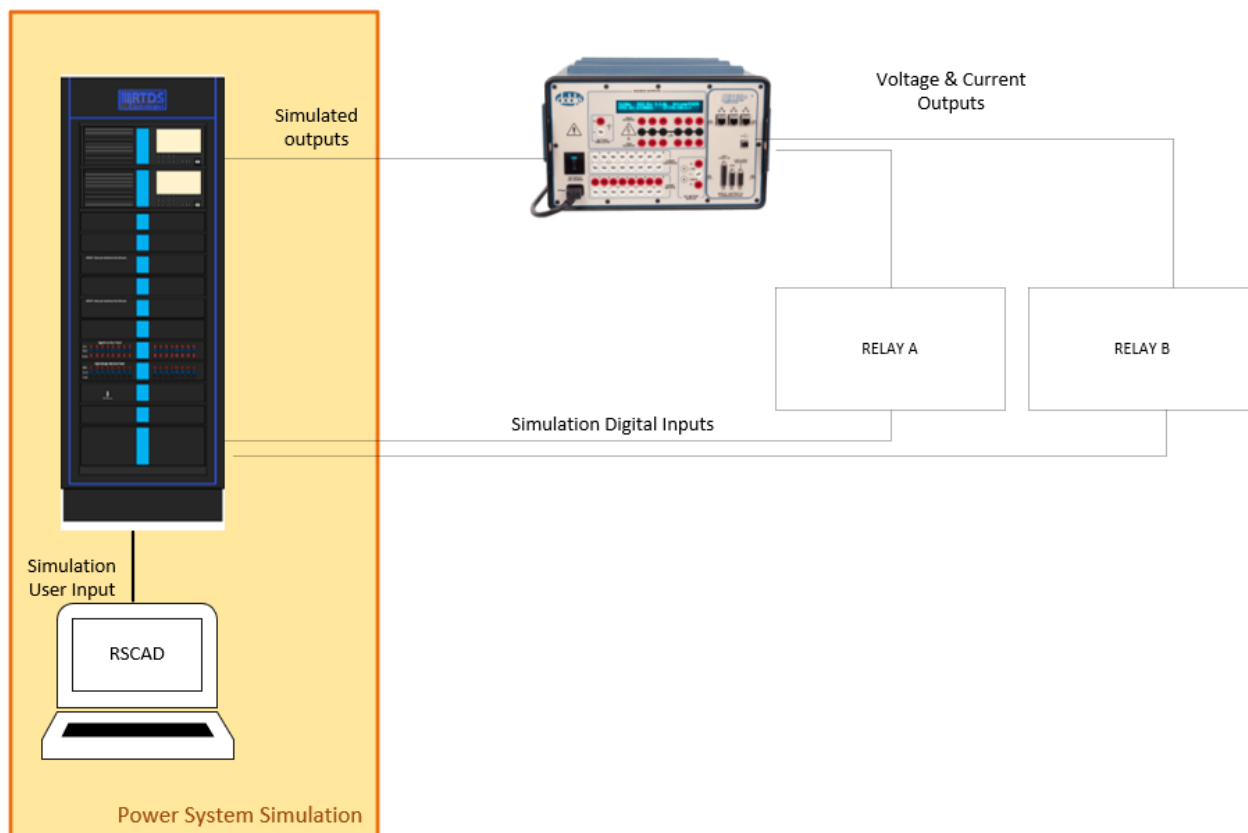 RTDS
Simulated
outputs
Voltage & Current
Outputs
RELAY A
RELAY B
Simulation Digital Inputs
Simulation
User Input
RSCAD
Power System Simulation